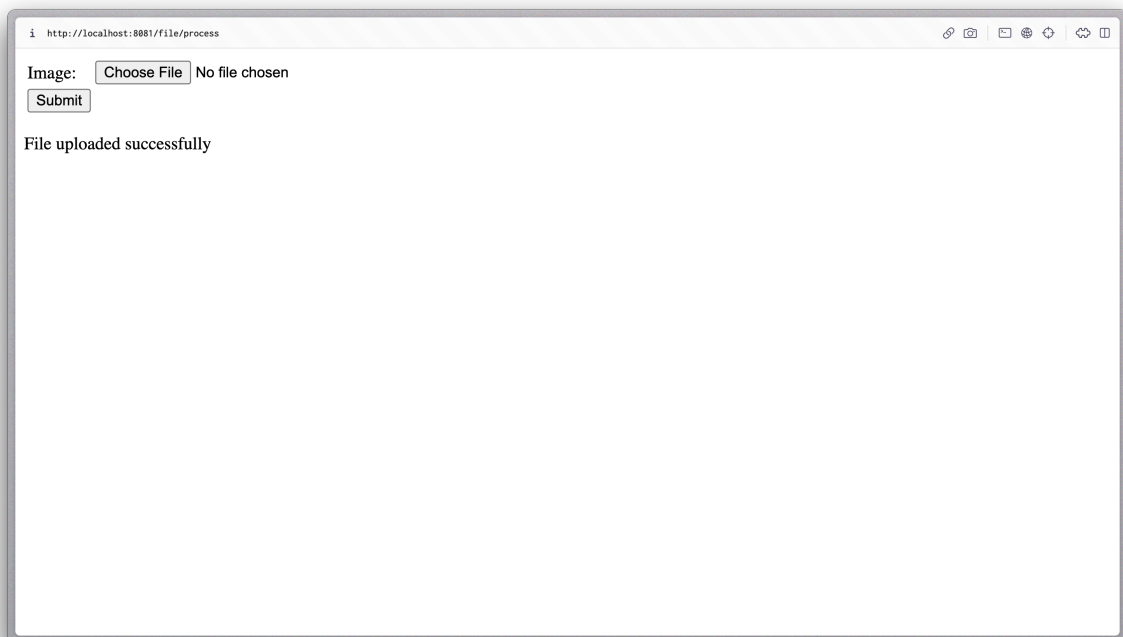 i http://localhost:8081/file/process
Image: Choose File No file chosen
Submit
File uploaded successfully